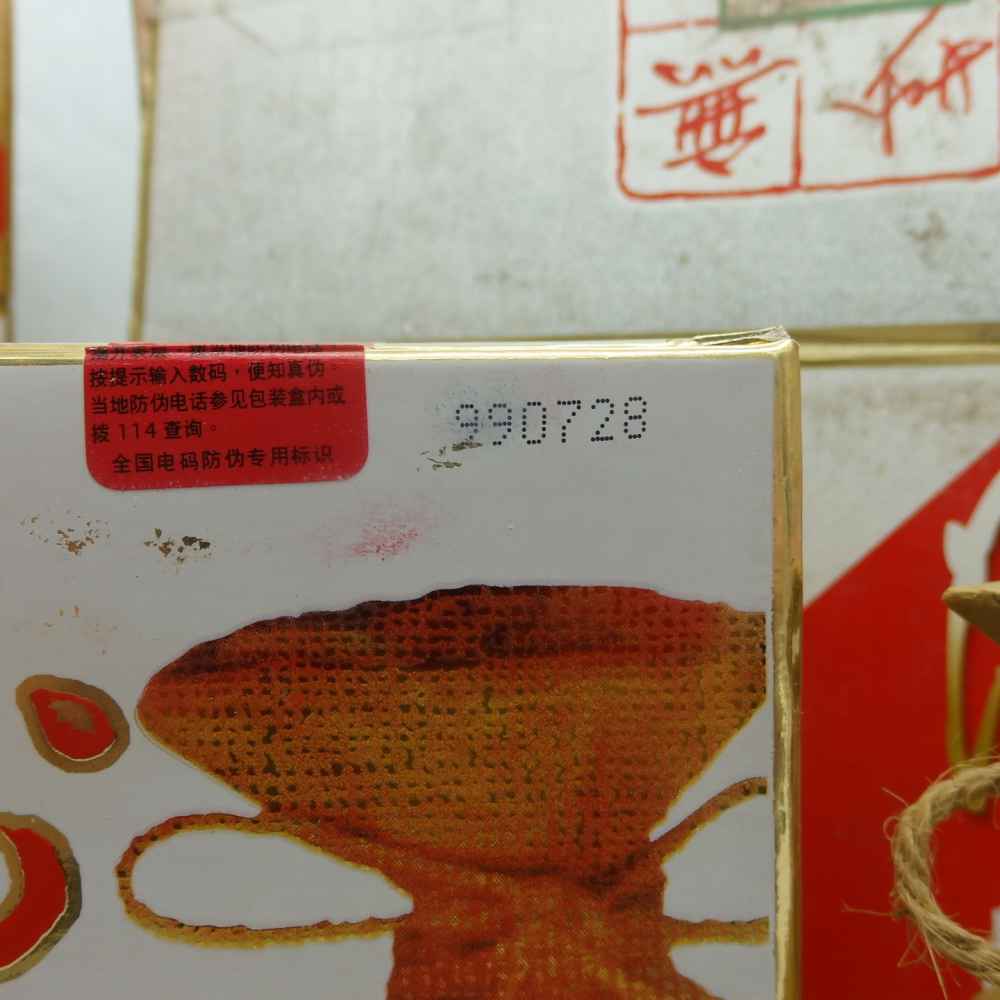 按提示输入数码，便知真伪。
当地防伪电话参见包装盒内或
拨 114 查询。
全国电码防伪专用标识
990728